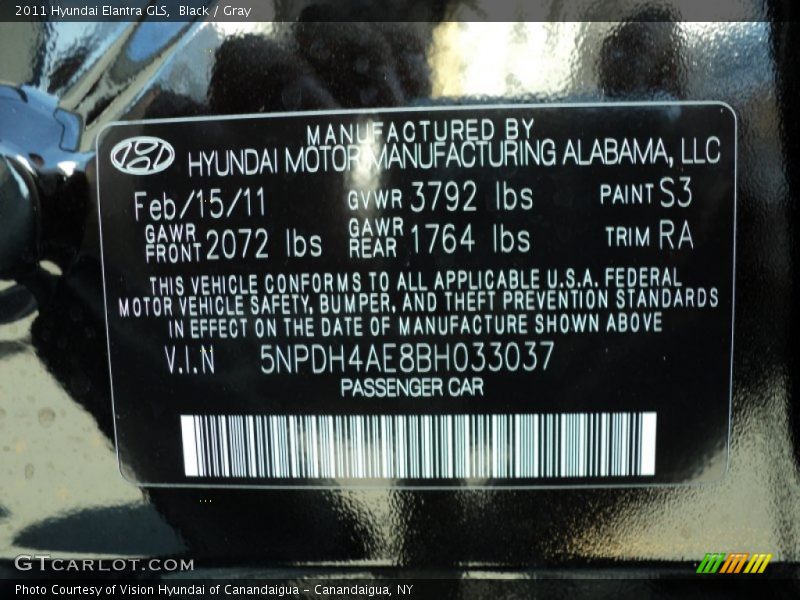 2011 Hyundai Elantra GLS,  Black / Gray
MANUFACTURED BY
HYUNDAI MOTOR MANUFACTURING ALABAMA, LLC
Feb/15/11 GVWR 3792 lbs PAINT S3
GAWR FRONT 2072 lbs GAWR REAR 1764 lbs TRIM RA
THIS VEHICLE CONFORMS TO ALL APPLICABLE U.S.A. FEDERAL
MOTOR VEHICLE SAFETY, BUMPER, AND THEFT PREVENTION STANDARDS
IN EFFECT ON THE DATE OF MANUFACTURE SHOWN ABOVE
V.I.N 5NPDH4AE8BH033037
PASSENGER CAR
GTCARLOT.COM
Photo Courtesy of Vision Hyundai of Canandaigua - Canandaigua, NY